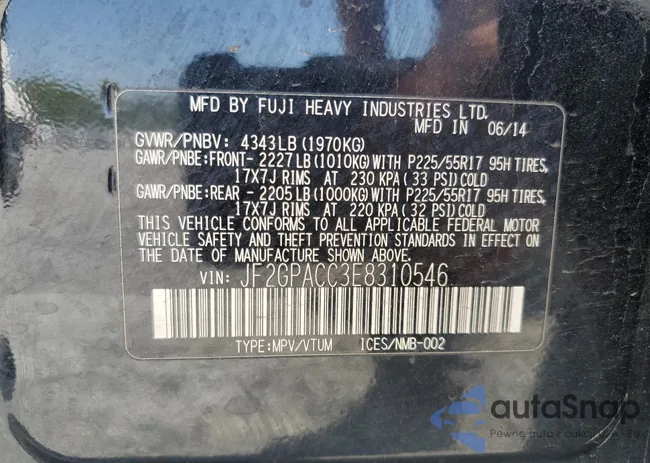 MFD BY FUJI HEAVY INDUSTRIES LTD.
MFD IN 06/14
GVWR/PNBV: 4343LB (1970KG)
GAWR/PNBE:FRONT- 2227LB (1010KG) WITH P225/55R17 95H TIRES,
17X7J RIMS AT 230 KPA ( 33 PSI) COLD
GAWR/PNBE:REAR - 2205LB (1000KG) WITH P225/55R17 95H TIRES,
17X7J RIMS AT 220 KPA ( 32 PSI) COLD
THIS VEHICLE CONFORMS TO ALL APPLICABLE FEDERAL MOTOR
VEHICLE SAFETY AND THEFT PREVENTION STANDARDS IN EFFECT ON
THE DATE OF MANUFACTURE SHOWN ABOVE.
VIN: JF2GPACC3E8310546
TYPE:MPV/VTUM ICES/NMB-002
autaSnap
Pewne auto z aukcji